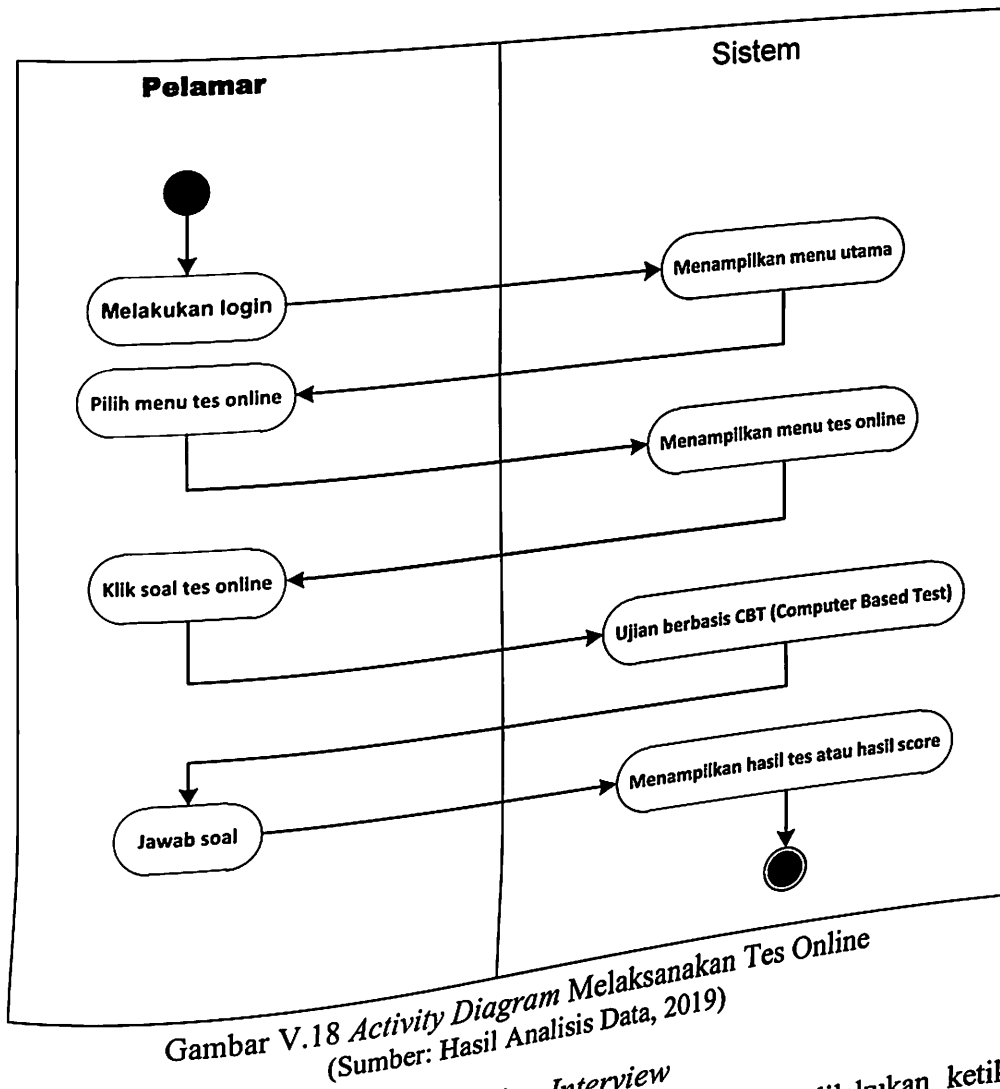 Pelamar
Sistem
Melakukan login
Menampilkan menu utama
Pilih menu tes online
Menampilkan menu tes online
Klik soal tes online
Ujian berbasis CBT (Computer Based Test)
Jawab soal
Menampilkan hasil tes atau hasil score
Gambar V.18 Activity Diagram Melaksanakan Tes Online
(Sumber: Hasil Analisis Data, 2019)
Interview